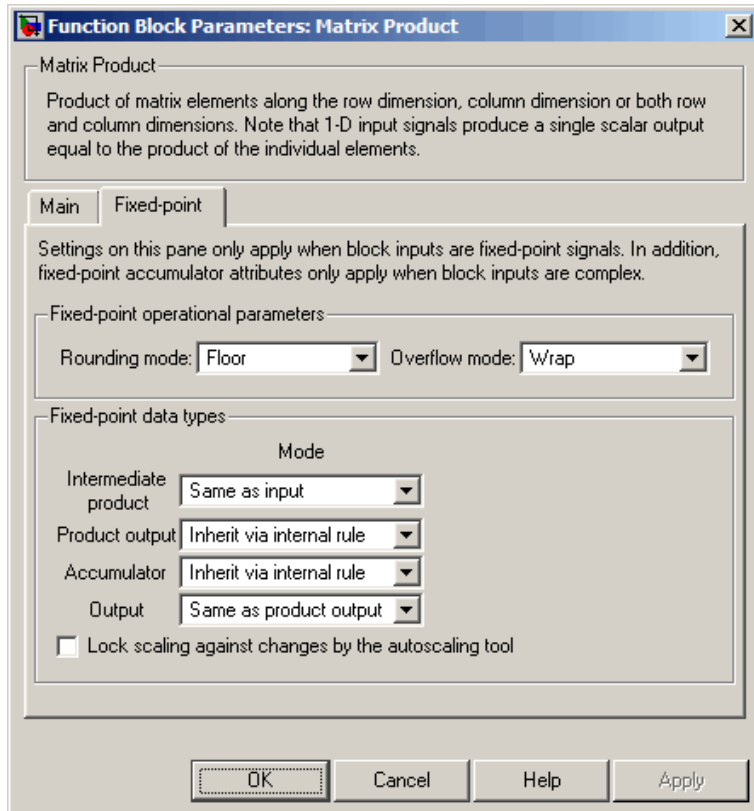 Function Block Parameters: Matrix Product
Matrix Product
Product of matrix elements along the row dimension, column dimension or both row
and column dimensions. Note that 1-D input signals produce a single scalar output
equal to the product of the individual elements.
Main Fixed-point
Settings on this pane only apply when block inputs are fixed-point signals. In addition,
fixed-point accumulator attributes only apply when block inputs are complex.
Fixed-point operational parameters
Rounding mode: Floor Overflow mode: Wrap
Fixed-point data types
Mode
Intermediate
product Same as input
Product output Inherit via internal rule
Accumulator Inherit via internal rule
Output Same as product output
Lock scaling against changes by the autoscaling tool
OK Cancel Help Apply